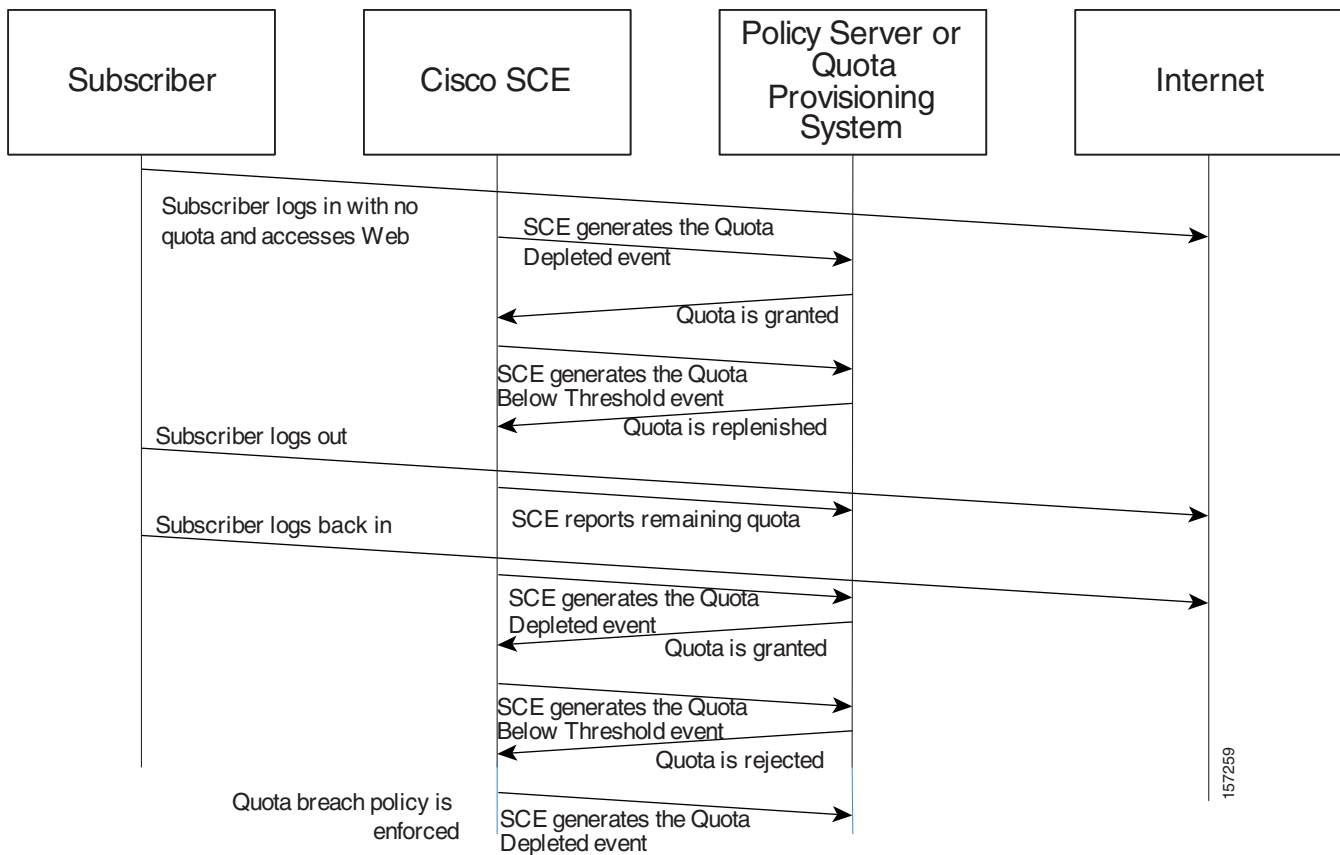 Subscriber
Cisco SCE
Policy Server or
Quota
Provisioning
System
Internet
Subscriber logs in with no
quota and accesses Web
SCE generates the Quota
Depleted event
Quota is granted
SCE generates the Quota
Below Threshold event
Quota is replenished
Subscriber logs out
SCE reports remaining quota
Subscriber logs back in
SCE generates the Quota
Depleted event
Quota is granted
SCE generates the Quota
Below Threshold event
Quota is rejected
157259
Quota breach policy is
enforced
SCE generates the Quota
Depleted event